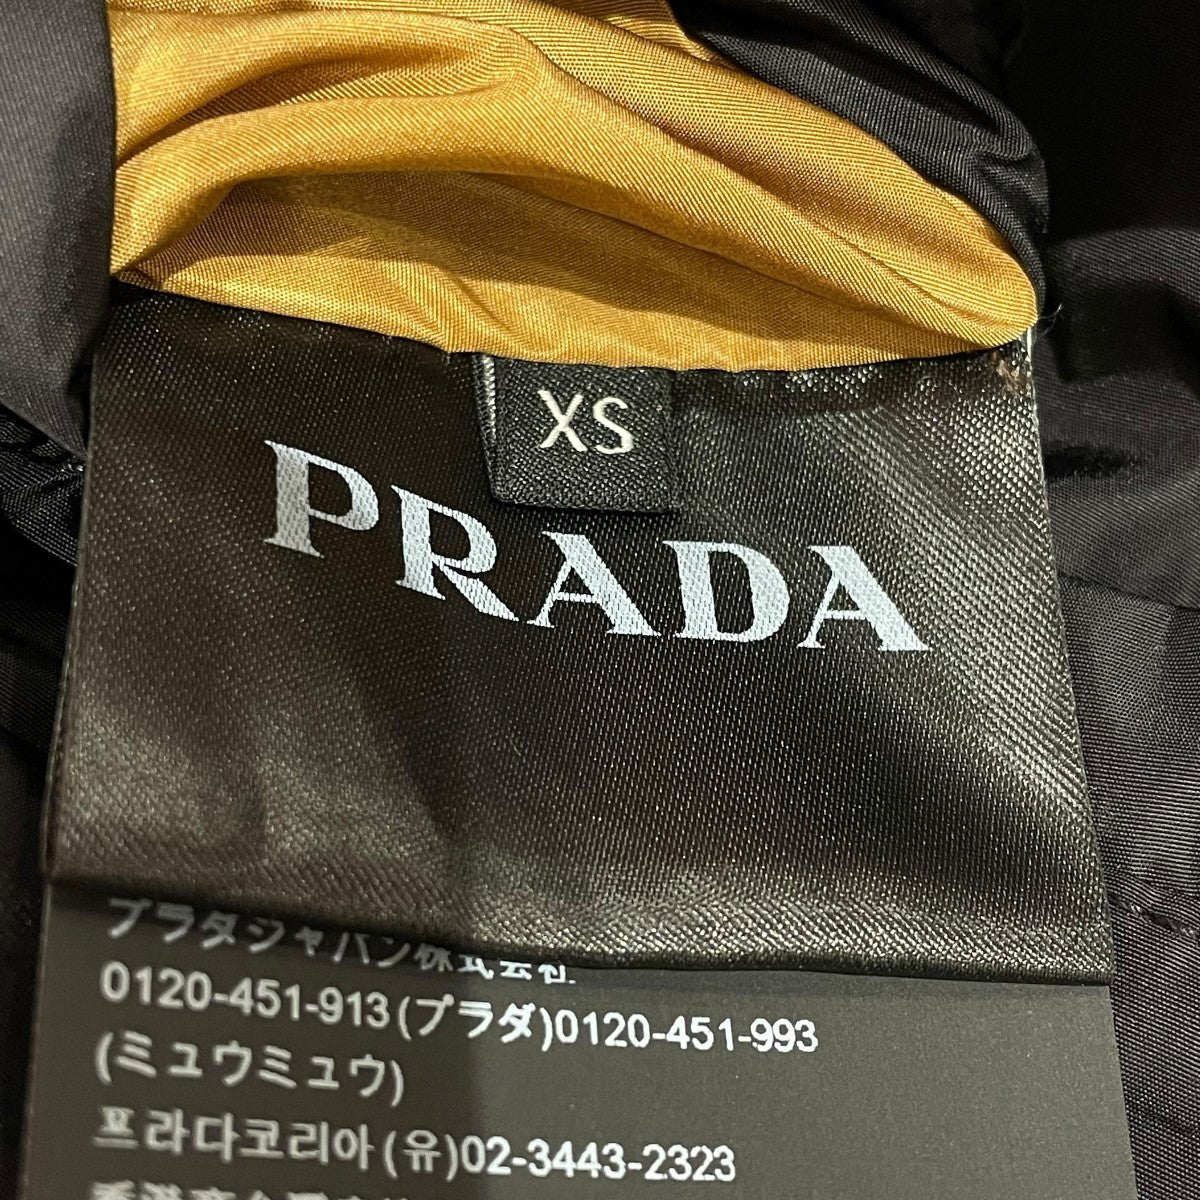 XS
PRADA
プラダジャパン株式会社
0120-451-913(プラダ)0120-451-993
(ミュウミュウ)
프라다코리아(유)02-3443-2323